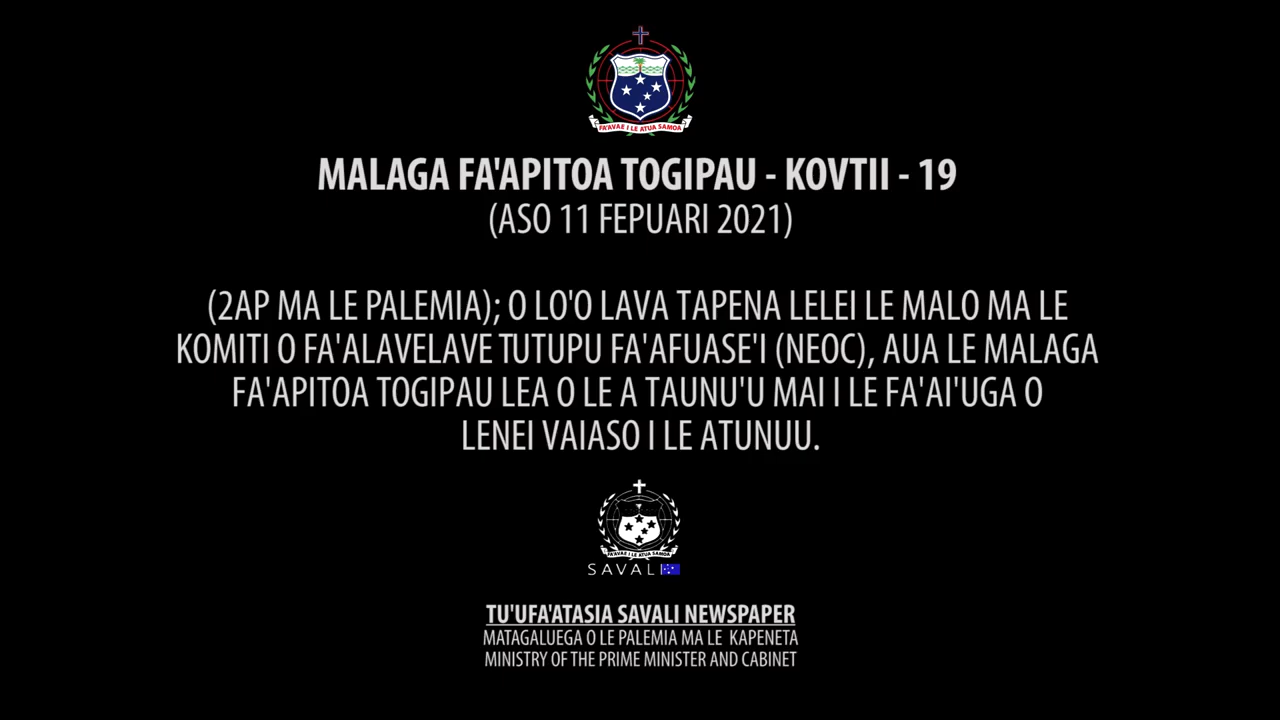 FA'AVAE I LE ATUA SAMOA
MALAGA FA'APITOA TOGIPAU - KOVTII - 19
(ASO 11 FEPUARI 2021)
(2AP MA LE PALEMIA); O LO'O LAVA TAPENA LELEI LE MALO MA LE
KOMITI O FA'ALAVELAVE TUTUPU FA'AFUASE'I (NEOC), AUA LE MALAGA
FA'APITOA TOGIPAU LEA O LE A TAUNU'U MAI I LE FA'AI'UGA O
LENEI VAIASO I LE ATUNUU.
FA'AVAE I LE ATUA SAMOA
SAVALI
TU'UFA'ATASIA SAVALI NEWSPAPER
MATAGALUEGA O LE PALEMIA MA LE KAPENETA
MINISTRY OF THE PRIME MINISTER AND CABINET